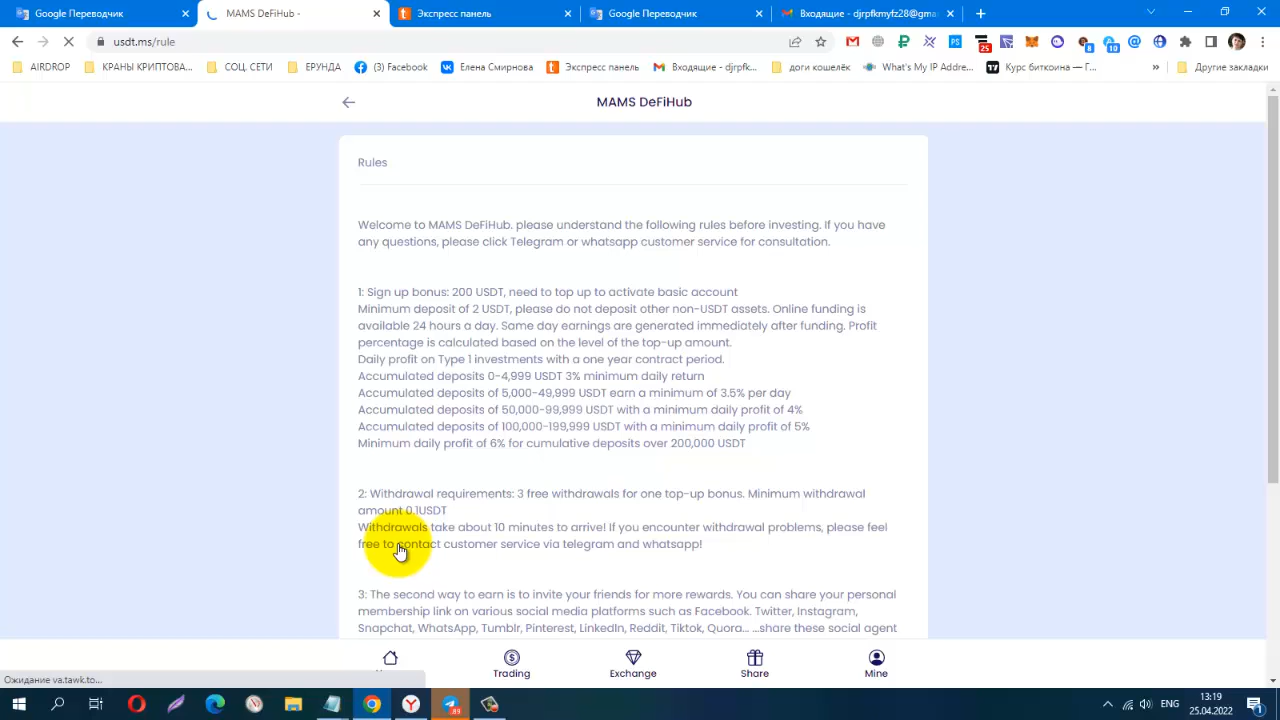 Google Переводчик
MAMS DeFiHub -
Экспресс панель
Google Переводчик
Входящие - djrpfkmyfz28@gma
usdt.ms/rule
25
8
10
AIRDROP
КРАНЫ КРИПТОВА...
СОЦ. СЕТИ
ЕРУНДА
(3) Facebook
Елена Смирнова
Экспресс панель
Входящие - djrpfk...
доги кошелёк
What's My IP Addre...
Курс биткоина — Г...
»
Другие закладки
MAMS DeFiHub
Rules
Welcome to MAMS DeFiHub. please understand the following rules before investing. If you have
any questions, please click Telegram or whatsapp customer service for consultation.
1: Sign up bonus: 200 USDT, need to top up to activate basic account
Minimum deposit of 2 USDT, please do not deposit other non-USDT assets. Online funding is
available 24 hours a day. Same day earnings are generated immediately after funding. Profit
percentage is calculated based on the level of the top-up amount.
Daily profit on Type 1 investments with a one year contract period.
Accumulated deposits 0-4,999 USDT 3% minimum daily return
Accumulated deposits of 5,000-49,999 USDT earn a minimum of 3.5% per day
Accumulated deposits of 50,000-99,999 USDT with a minimum daily profit of 4%
Accumulated deposits of 100,000-199,999 USDT with a minimum daily profit of 5%
Minimum daily profit of 6% for cumulative deposits over 200,000 USDT
2: Withdrawal requirements: 3 free withdrawals for one top-up bonus. Minimum withdrawal
amount 0.1USDT
Withdrawals take about 10 minutes to arrive! If you encounter withdrawal problems, please feel
free to contact customer service via telegram and whatsapp!
3: The second way to earn is to invite your friends for more rewards. You can share your personal
membership link on various social media platforms such as Facebook. Twitter, Instagram,
Snapchat, WhatsApp, Tumblr, Pinterest, LinkedIn, Reddit, Tiktok, Quora... ...share these social agent
Trading
Exchange
Share
Mine
Ожидание va.tawk.to...
ENG
13:19
25.04.2022